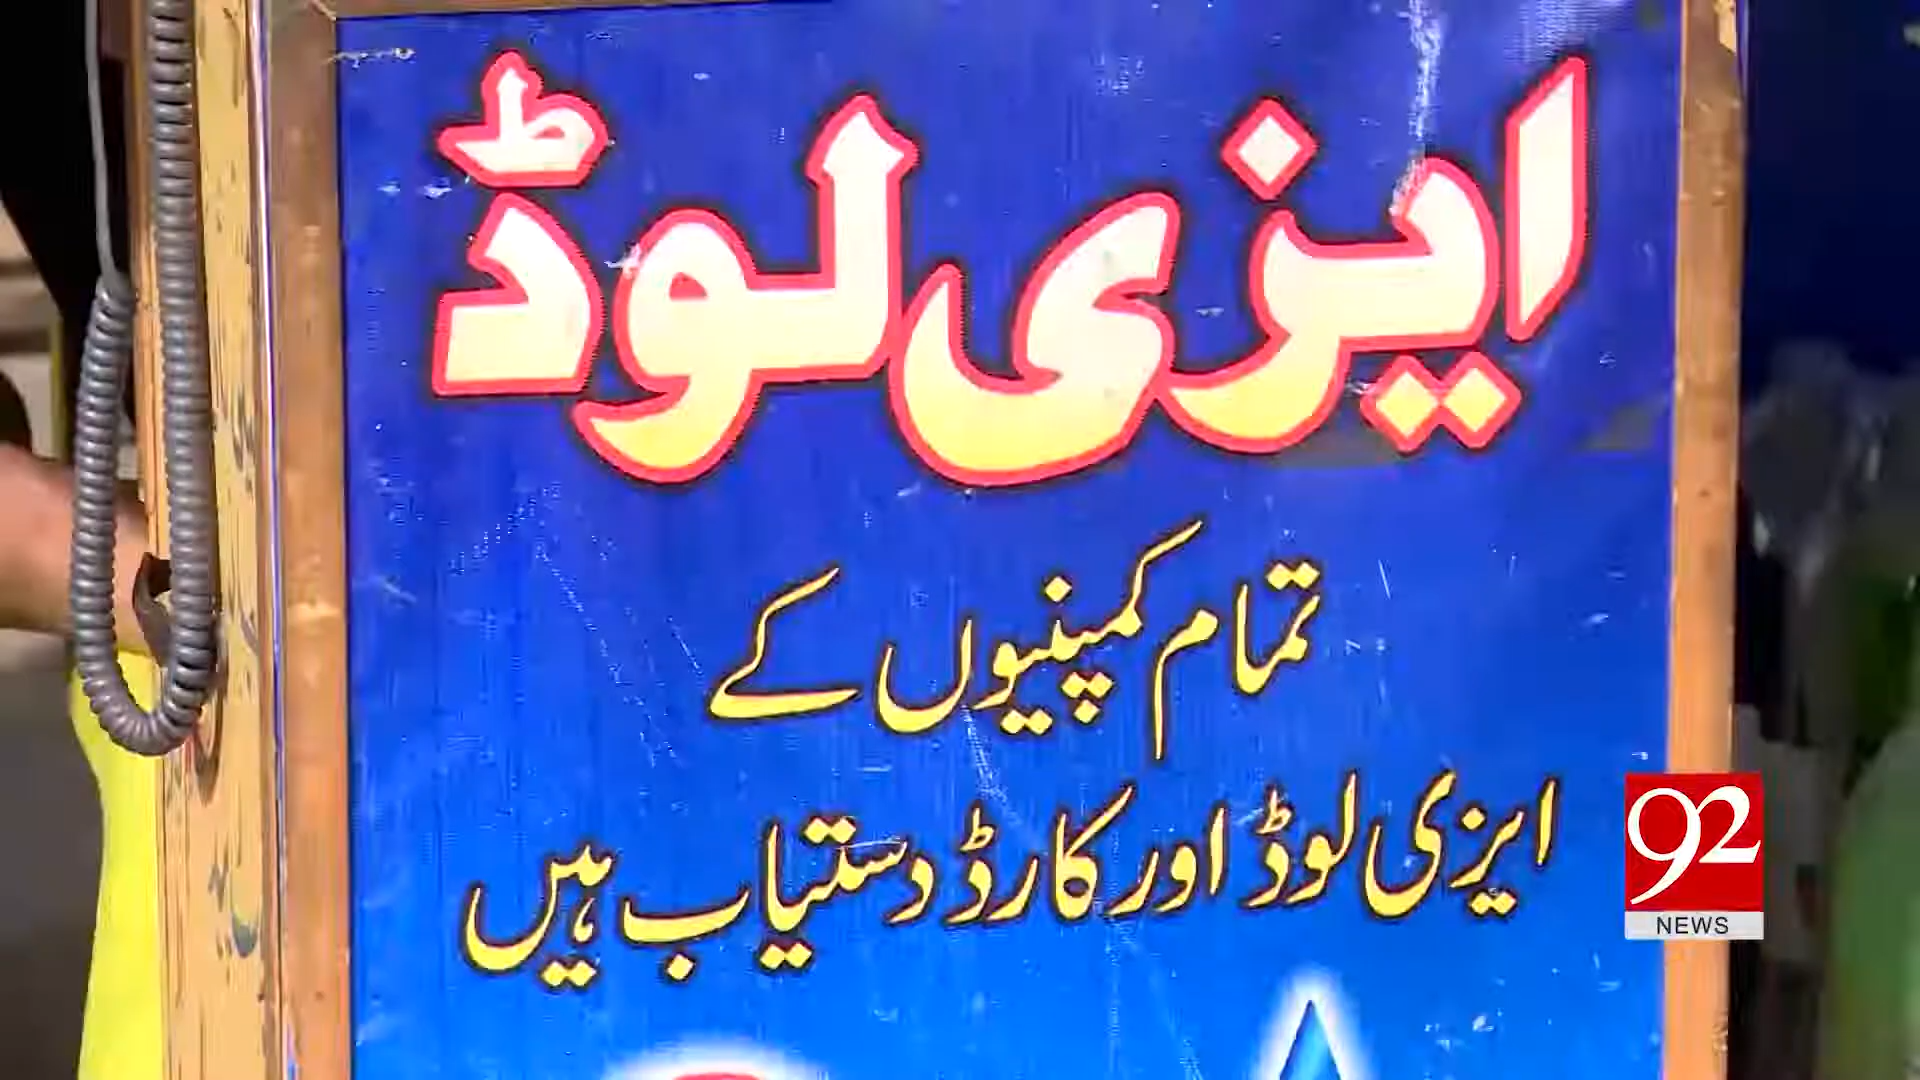 ایزی لوڈ
تمام کمپنیوں کے
ایزی لوڈ اور کارڈ دستیاب ہیں
92
NEWS